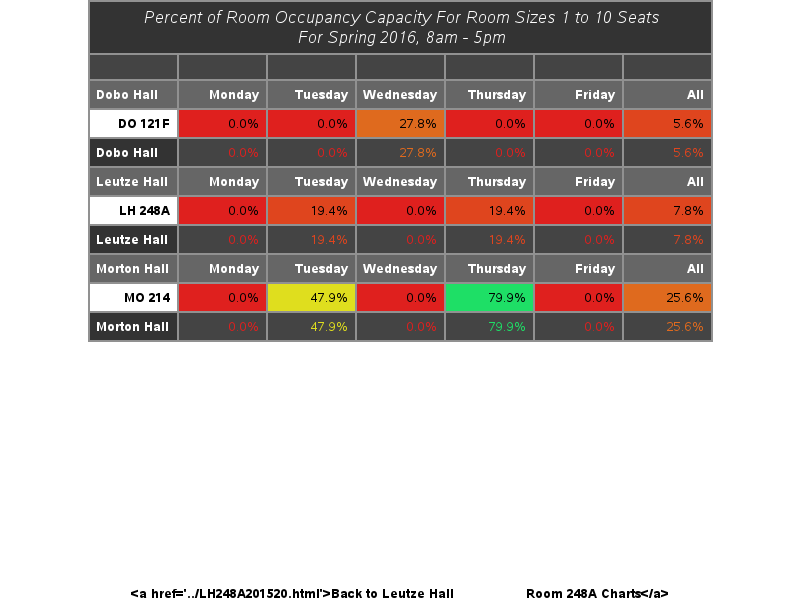 Percent of Room Occupancy Capacity For Room Sizes 1 to 10 Seats
For Spring 2016, 8am - 5pm
Dobo Hall Monday Tuesday Wednesday Thursday Friday All
DO 121F 0.0% 0.0% 27.8% 0.0% 0.0% 5.6%
Dobo Hall 0.0% 0.0% 27.8% 0.0% 0.0% 5.6%
Leutze Hall Monday Tuesday Wednesday Thursday Friday All
LH 248A 0.0% 19.4% 0.0% 19.4% 0.0% 7.8%
Leutze Hall 0.0% 19.4% 0.0% 19.4% 0.0% 7.8%
Morton Hall Monday Tuesday Wednesday Thursday Friday All
MO 214 0.0% 47.9% 0.0% 79.9% 0.0% 25.6%
Morton Hall 0.0% 47.9% 0.0% 79.9% 0.0% 25.6%
<a href='../LH248A201520.html'>Back to Leutze Hall Room 248A Charts</a>